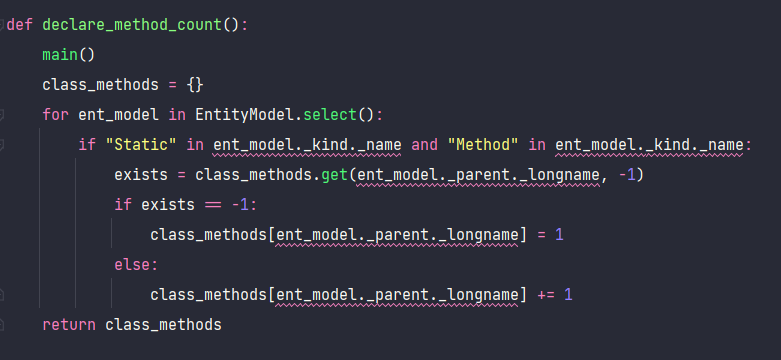 def declare_method_count():
    main()
    class_methods = {}
    for ent_model in EntityModel.select():
        if "Static" in ent_model._kind._name and "Method" in ent_model._kind._name:
            exists = class_methods.get(ent_model._parent._longname, -1)
            if exists == -1:
                class_methods[ent_model._parent._longname] = 1
            else:
                class_methods[ent_model._parent._longname] += 1
    return class_methods